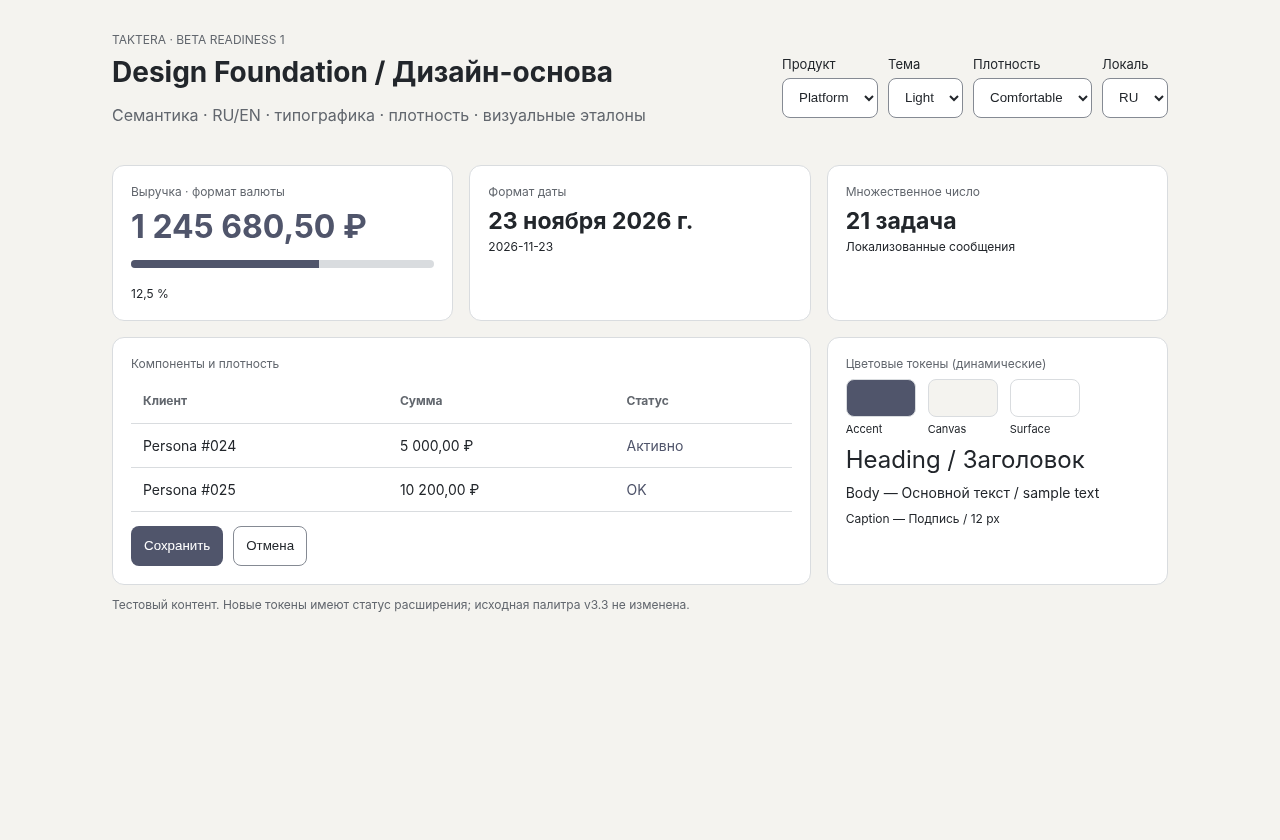 TAKTERA · BETA READINESS 1
Design Foundation / Дизайн-основа
Семантика · RU/EN · типографика · плотность · визуальные эталоны
Продукт Тема Плотность Локаль
Platform Light Comfortable RU
Выручка · формат валюты
1 245 680,50 ₽
12,5 %
Формат даты
23 ноября 2026 г.
2026-11-23
Множественное число
21 задача
Локализованные сообщения
Компоненты и плотность
Клиент Сумма Статус
Persona #024 5 000,00 ₽ Активно
Persona #025 10 200,00 ₽ OK
Сохранить Отмена
Цветовые токены (динамические)
Accent Canvas Surface
Heading / Заголовок
Body — Основной текст / sample text
Caption — Подпись / 12 px
Тестовый контент. Новые токены имеют статус расширения; исходная палитра v3.3 не изменена.